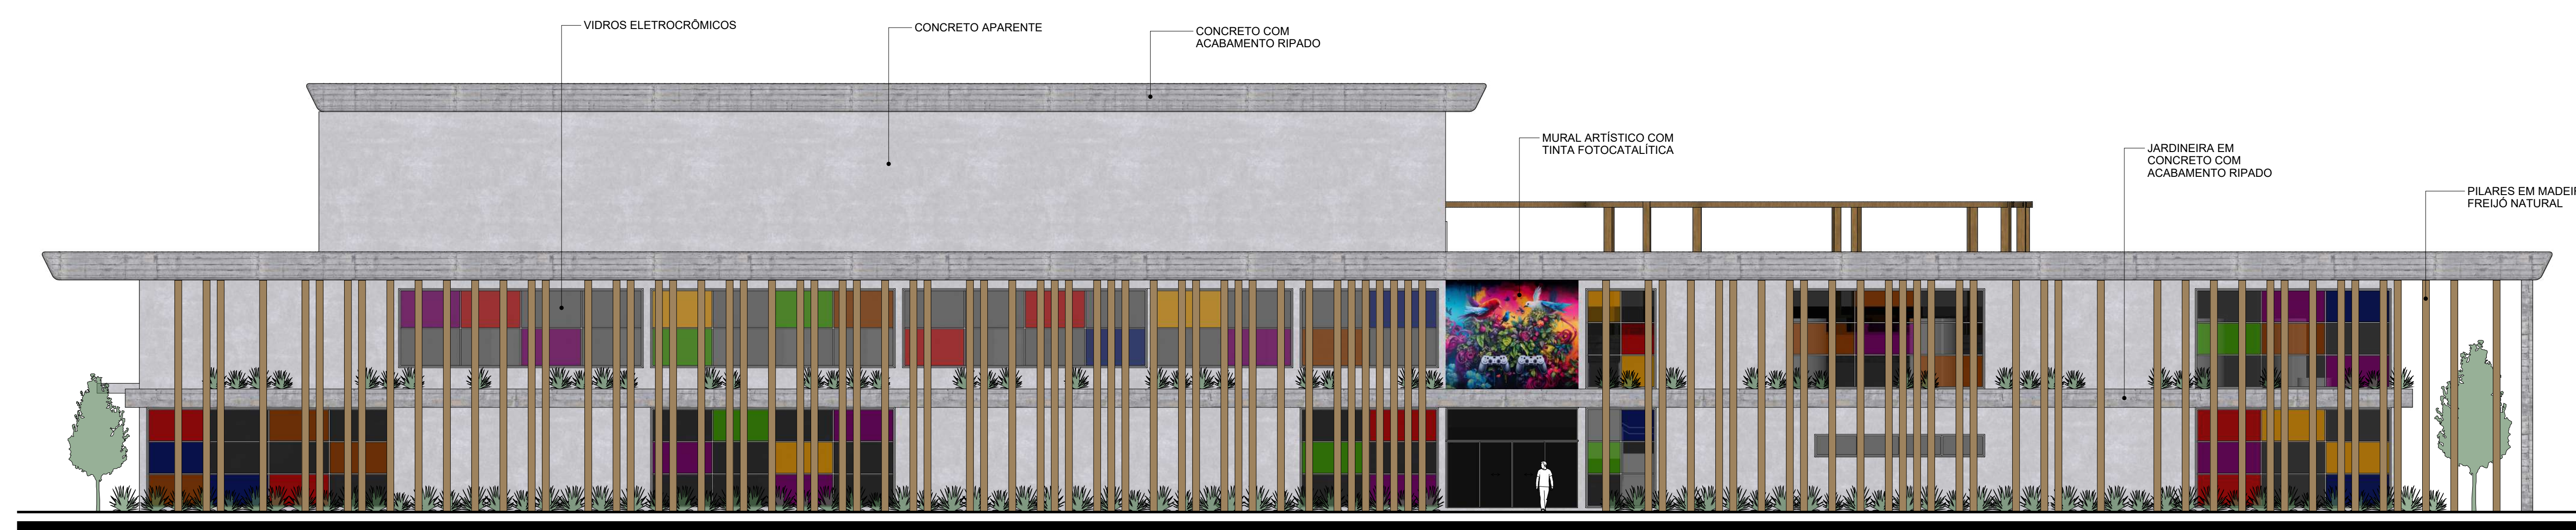 VIDROS ELETROCRÔMICOS
CONCRETO APARENTE
CONCRETO COM
ACABAMENTO RIPADO
MURAL ARTÍSTICO COM
TINTA FOTOCATALÍTICA
JARDINEIRA EM
CONCRETO COM
ACABAMENTO RIPADO
PILARES EM
FREIJÓ NATURAL